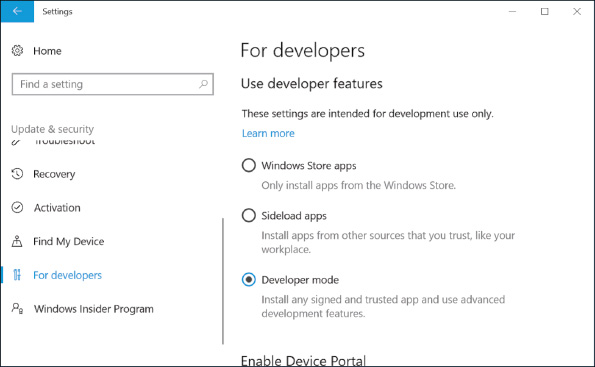 Settings
Home
Find a setting
Update & security
Troubleshoot
Recovery
Activation
Find My Device
For developers
Windows Insider Program
For developers
Use developer features
These settings are intended for development use only.
Learn more
Windows Store apps
Only install apps from the Windows Store.
Sideload apps
Install apps from other sources that you trust, like your
workplace.
Developer mode
Install any signed and trusted app and use advanced
development features.
Enable Device Portal